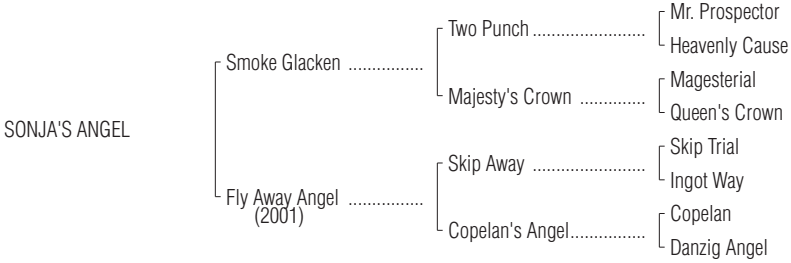 Mr. Prospector
Two Punch ........................
Heavenly Cause
Smoke Glacken ................
Magesterial
Majesty's Crown ..............
Queen's Crown
SONJA'S ANGEL
Skip Trial
Skip Away ........................
Ingot Way
Fly Away Angel ................
(2001)
Copelan
Copelan's Angel................
Danzig Angel